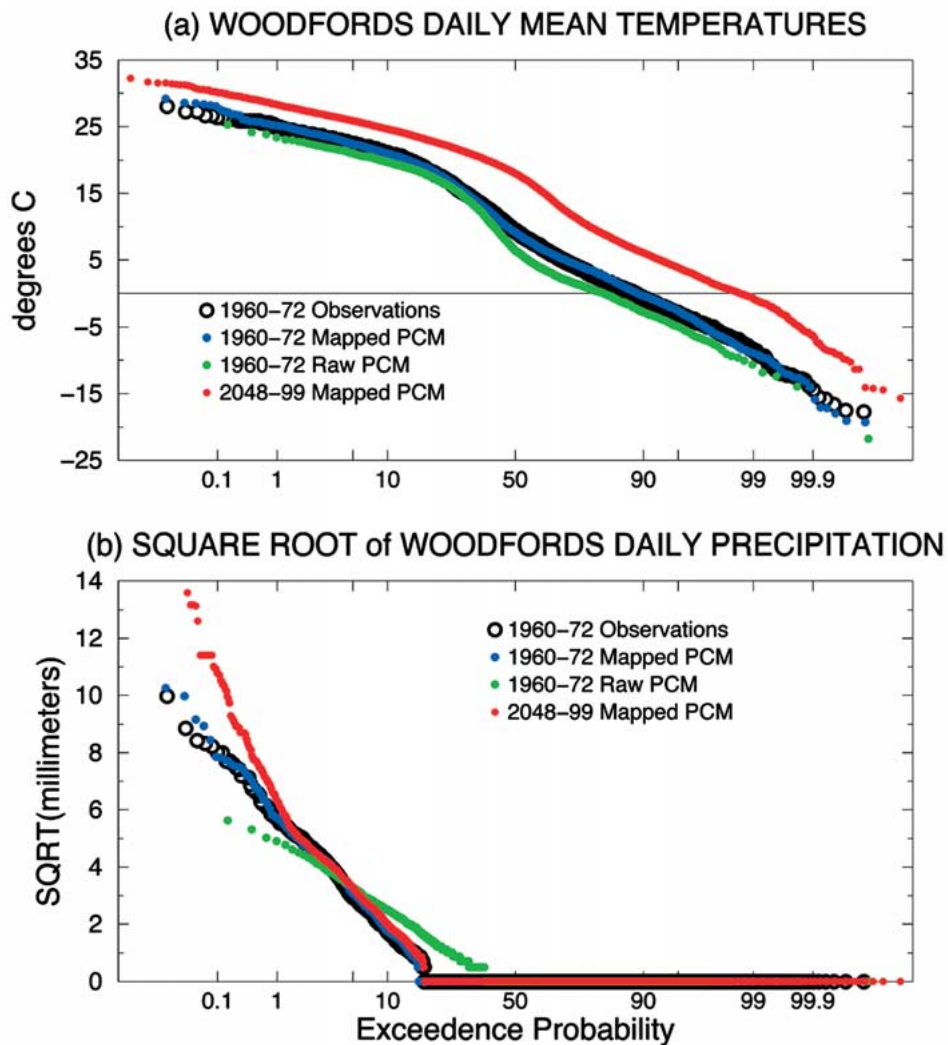 (a) WOODFORDS DAILY MEAN TEMPERATURES
35
25
15
5
−5
−15
−25
degrees C
1960−72 Observations
1960−72 Mapped PCM
1960−72 Raw PCM
2048−99 Mapped PCM
0.1 1 10 50 90 99 99.9
(b) SQUARE ROOT of WOODFORDS DAILY PRECIPITATION
14
12
10
8
6
4
2
0
SQRT(millimeters)
1960−72 Observations
1960−72 Mapped PCM
1960−72 Raw PCM
2048−99 Mapped PCM
0.1 1 10 50 90 99 99.9
Exceedence Probability